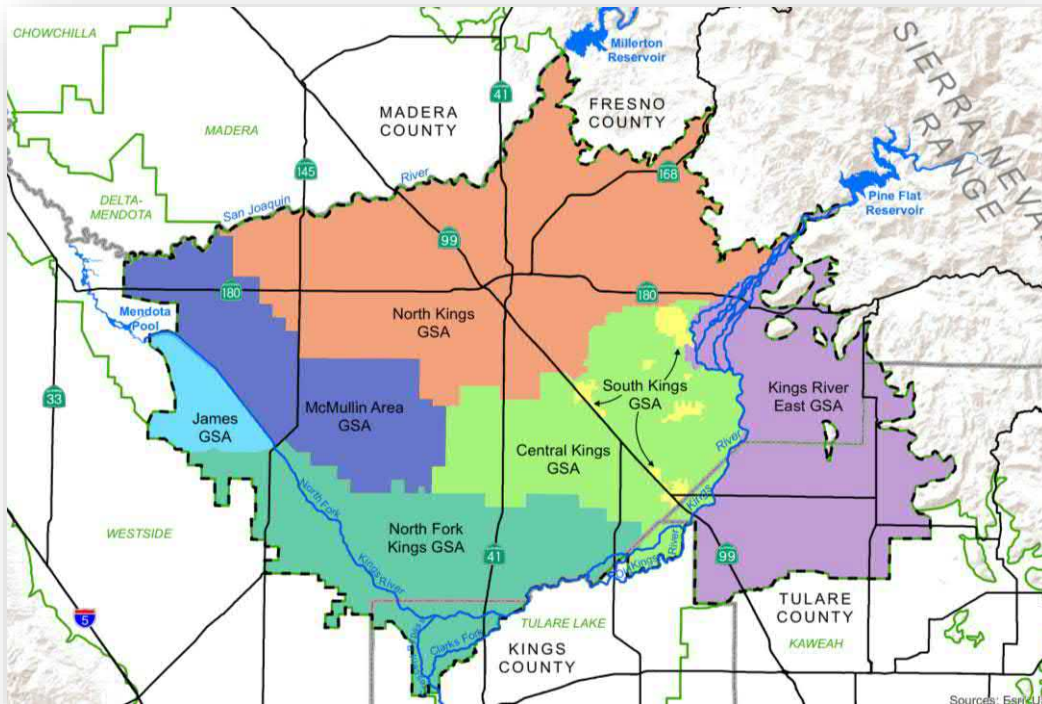 CHOWCHILLA
Millerton
Reservoir
SIERRA NEVA
RANGE
41
MADERA
COUNTY
FRESNO
COUNTY
MADERA
145
168
San Joaquin
River
DELTA-
MENDOTA
Pine Flat
Reservoir
99
180
180
North Kings
GSA
Mendota
Pool
33
James
GSA
McMullin Area
GSA
South Kings
GSA
Kings River
East GSA
Central Kings
GSA
River
Kings
North Fork
WESTSIDE
North Fork
Kings GSA
Kings River
41
Old Kings
River
99
5
TULARE
COUNTY
TULARE LAKE
KAWEAH
Clarks Fork
KINGS
COUNTY
Sources: Esri, U